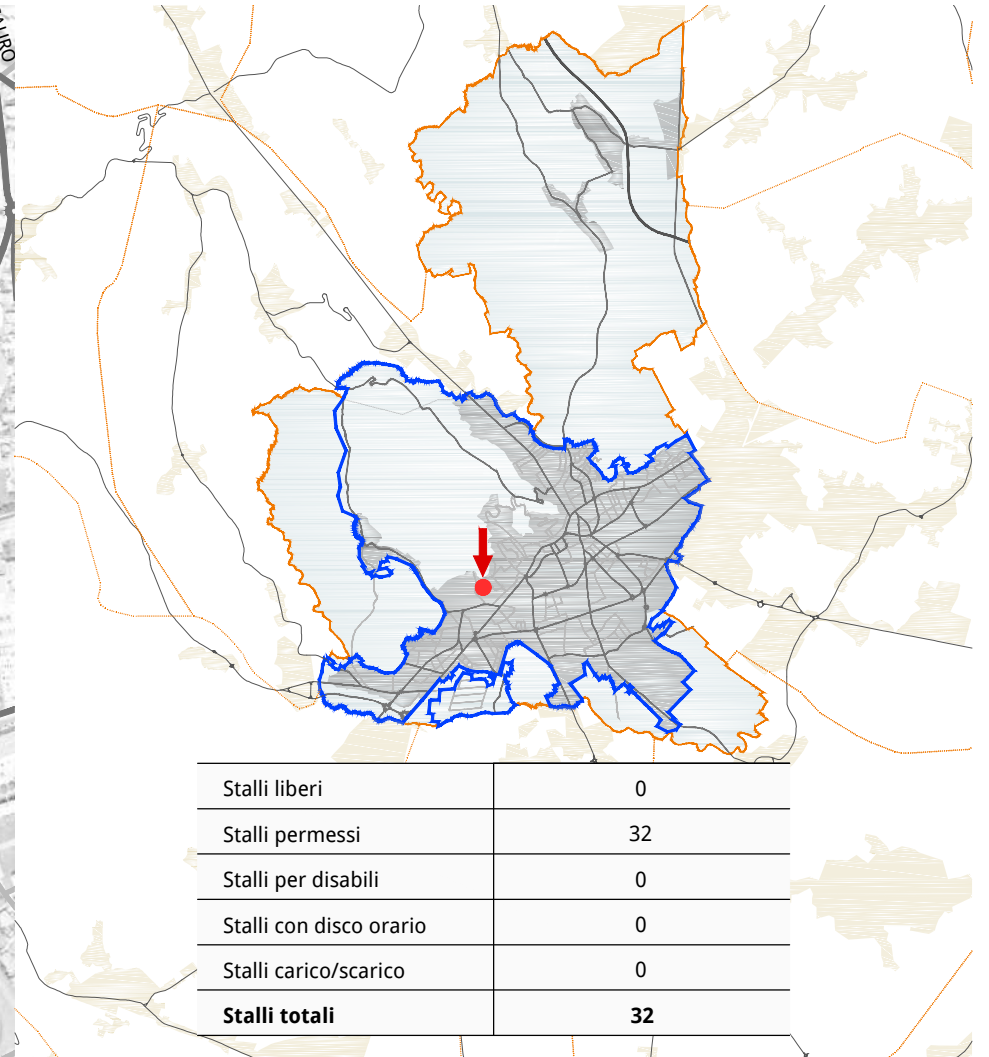 Stalli liberi 0
Stalli permessi 32
Stalli per disabili 0
Stalli con disco orario 0
Stalli carico/scarico 0
Stalli totali 32